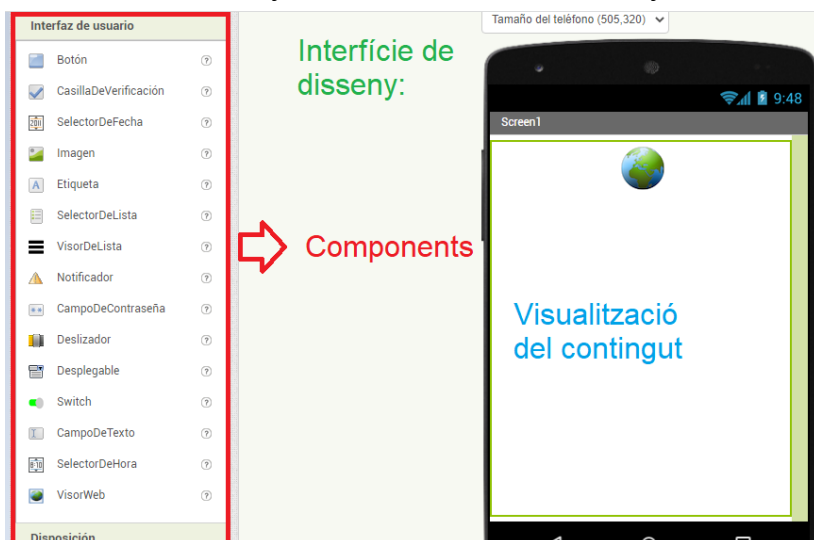 Interfaz de usuario
Botón
CasillaDeVerificación
SelectorDeFecha
Imagen
Etiqueta
SelectorDeLista
VisorDeLista
Notificador
CampoDeContraseña
Deslizador
Desplegable
Switch
CampoDeTexto
SelectorDeHora
VisorWeb
Disposición
Interfície de
disseny:
Components
Tamaño del teléfono (505,320)
9:48
Screen1
Visualització
del contingut